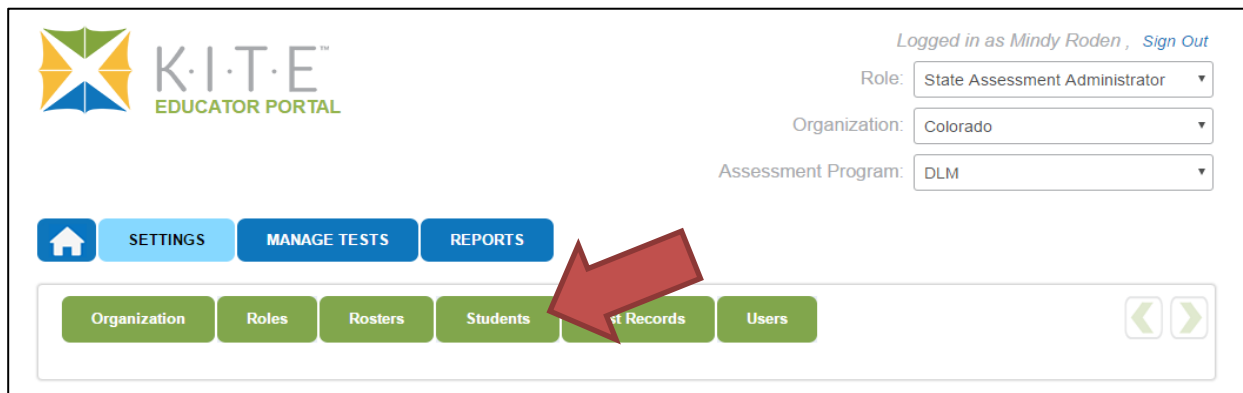 Logged in as Mindy Roden , Sign Out
K·I·T·E™
EDUCATOR PORTAL
Role: State Assessment Administrator
Organization: Colorado
Assessment Program: DLM
SETTINGS MANAGE TESTS REPORTS
Organization Roles Rosters Students st Records Users